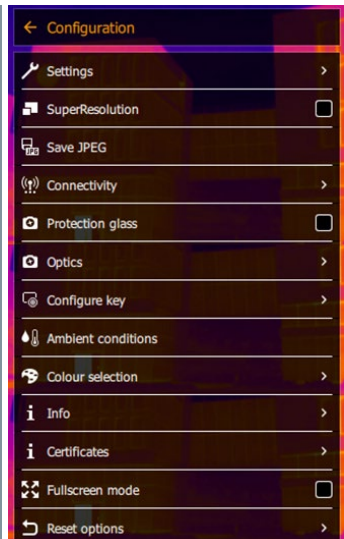 Configuration
Settings
SuperResolution
JPG
Save JPEG
Connectivity
Protection glass
Optics
Configure key
Ambient conditions
Colour selection
Info
Certificates
Fullscreen mode
Reset options